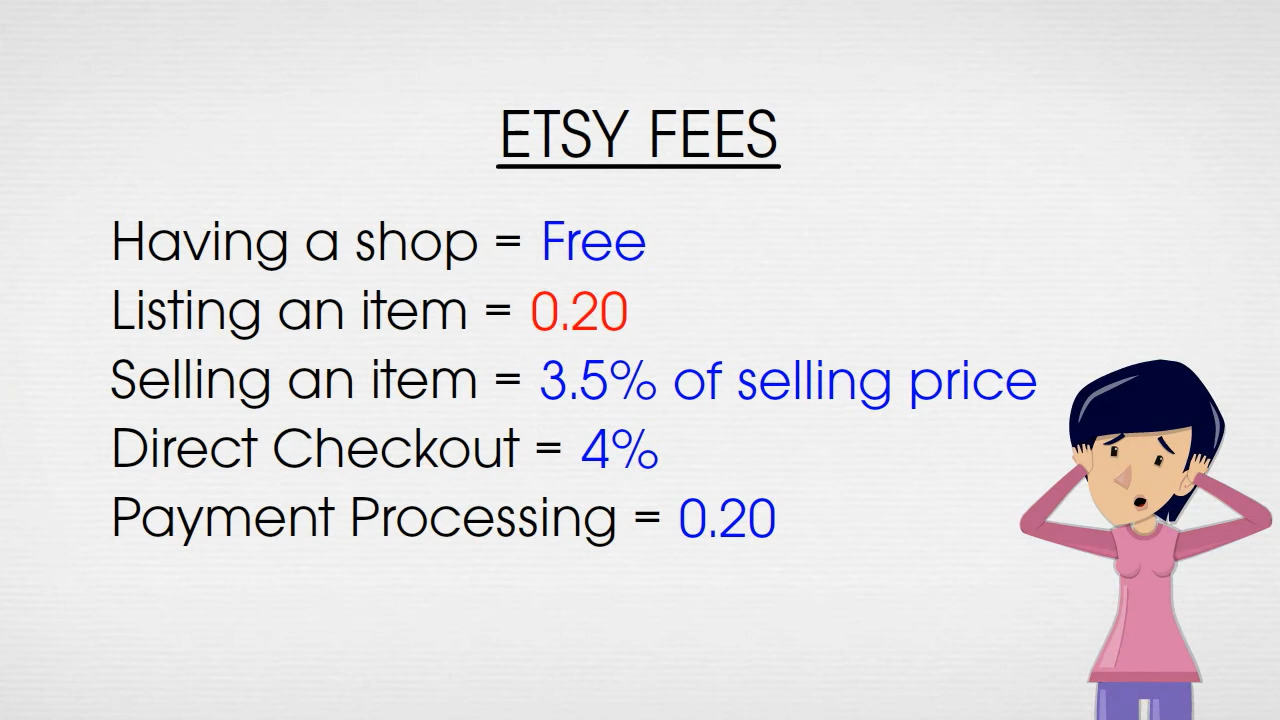 ETSY FEES
Having a shop = Free
Listing an item = 0.20
Selling an item = 3.5% of selling price
Direct Checkout = 4%
Payment Processing = 0.20